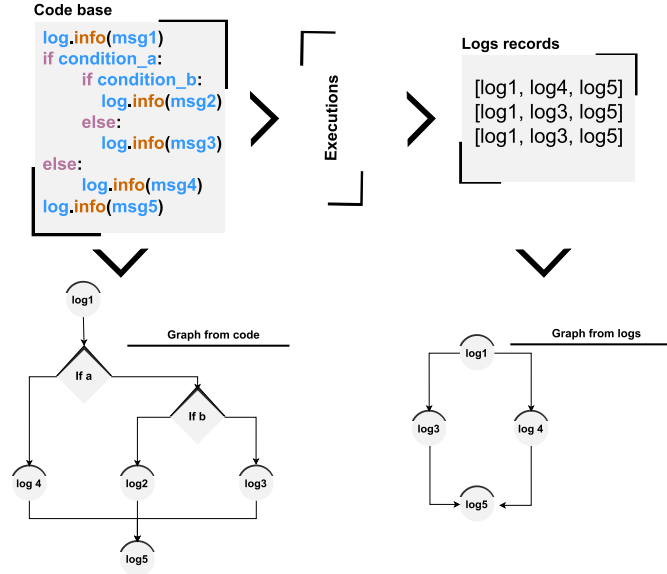 Code base
log.info(msg1)
if condition_a:
if condition_b:
log.info(msg2)
else:
log.info(msg3)
else:
log.info(msg4)
log.info(msg5)
Executions
Logs records
[log1, log4, log5]
[log1, log3, log5]
[log1, log3, log5]
Graph from code
log1
If a
If b
log 4
log2
log3
log5
Graph from logs
log1
log3
log 4
log5